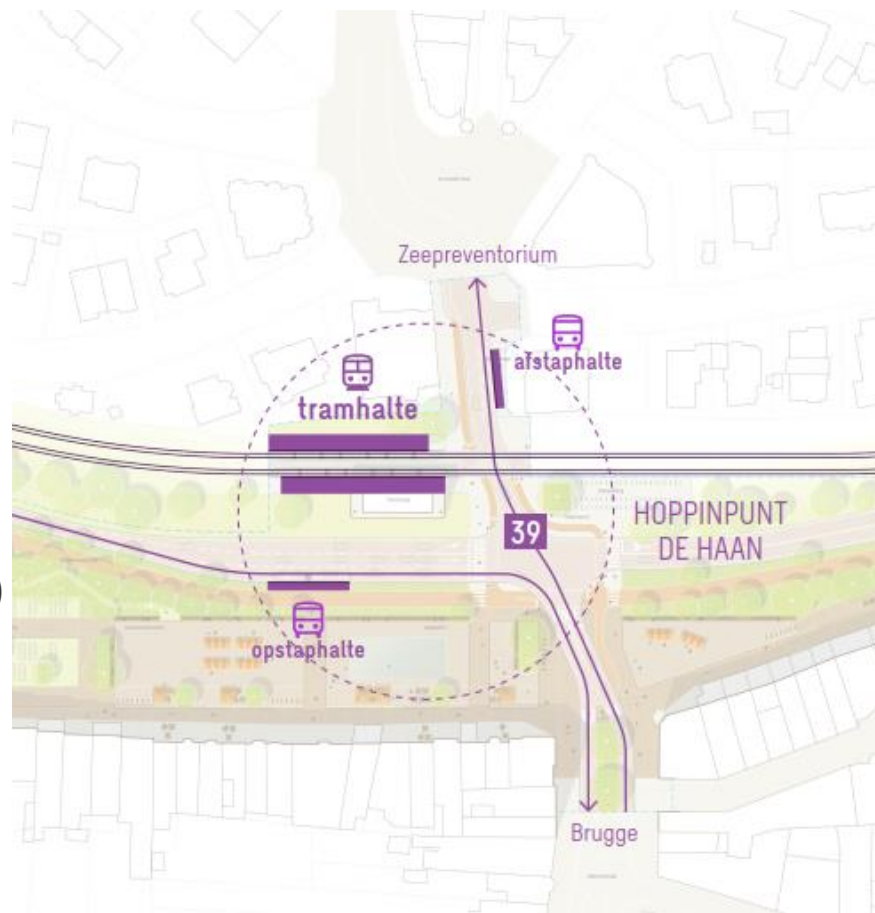 Zeepreventorium
afstaphalte
tramhalte
39
HOPPINPUNT
DE HAAN
opstaphalte
Brugge